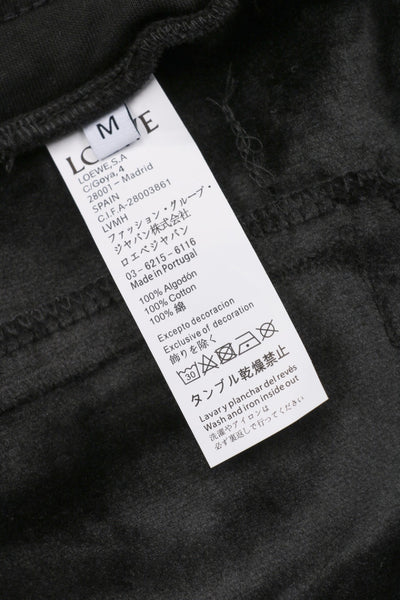 M
LOEWE
LOEWE,S.A
C/Goya, 4
28001 - Madrid
SPAIN
C.I.F.A-28003861
LVMH
ファッション・グループ・
ジャパン株式会社
ロエベジャパン
03-6215-6116
Made in Portugal
100% Algodón
100% Cotton
100% 綿
Excepto decoracion
Exclusive of decoration
飾りを除く
30
タンブル乾燥禁止
Lavar y planchar del revés
Wash and iron inside out
洗濯やアイロンは
必ず裏返しで行ってください